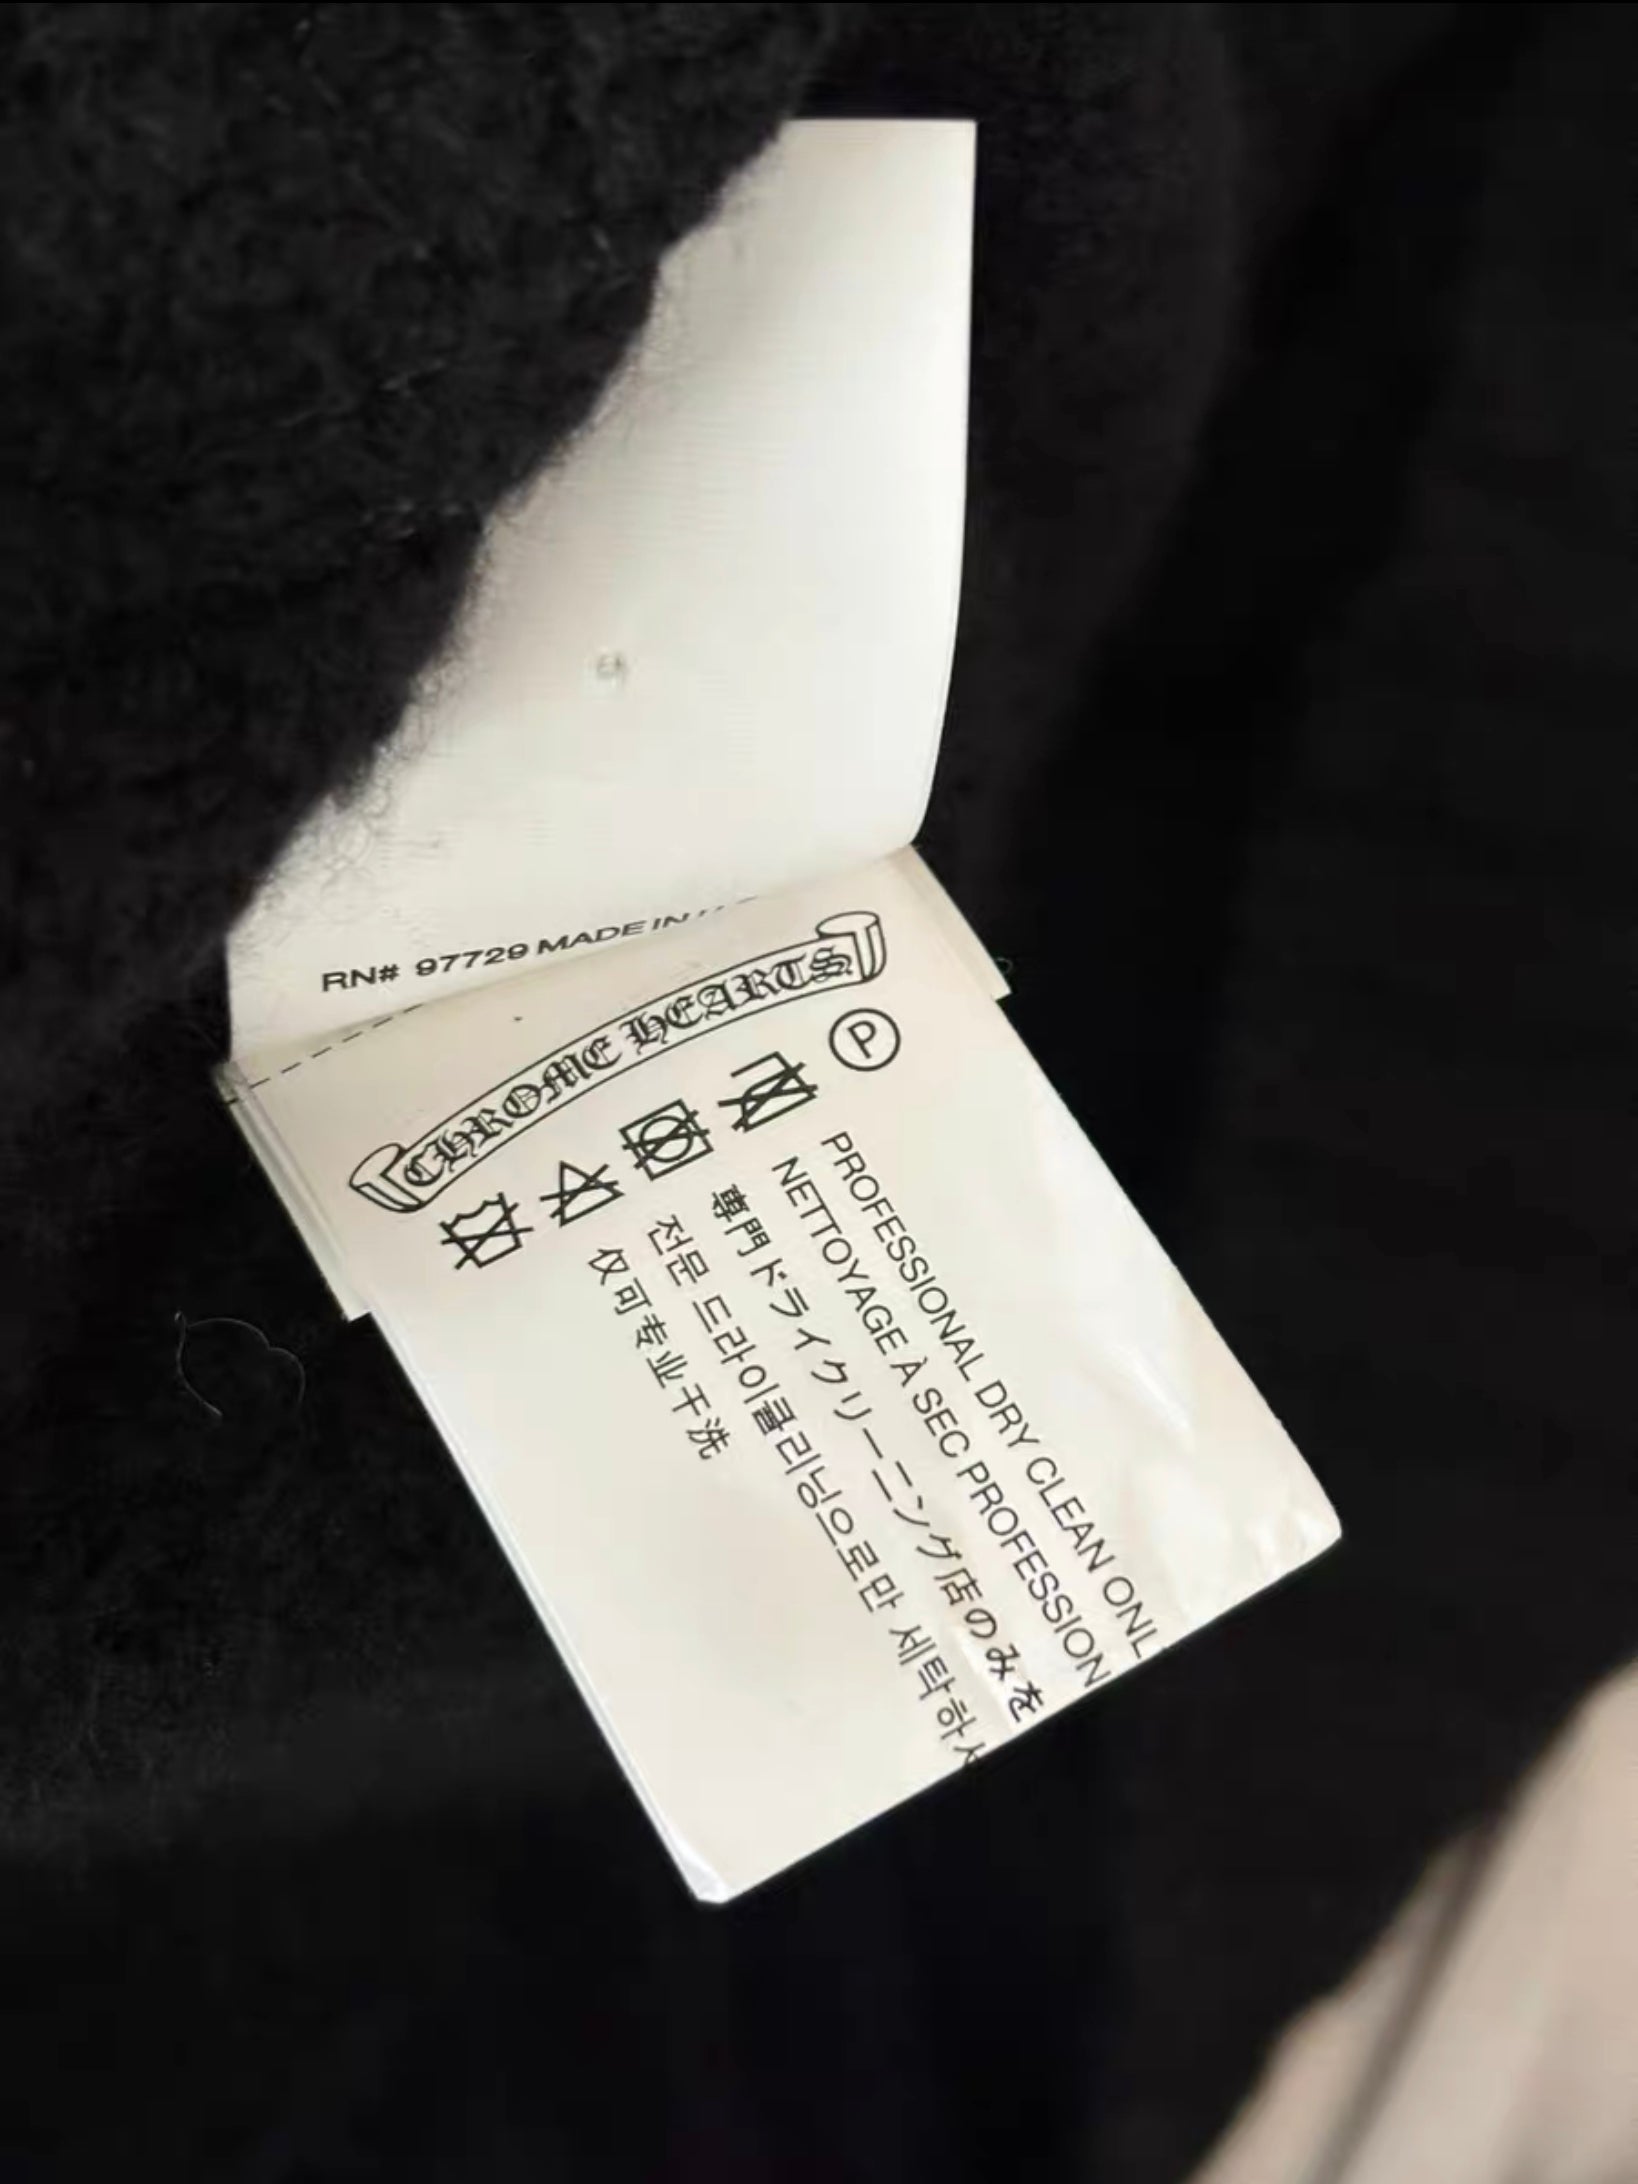 RN# 97729 MADE IN
CHROME HEARTS
P
PROFESSIONAL DRY CLEAN ONL
NETTOYAGE À SEC PROFESSION
専門ドライクリーニング店のみを
전문 드라이클리닝으로만 세탁하
仅可专业干洗